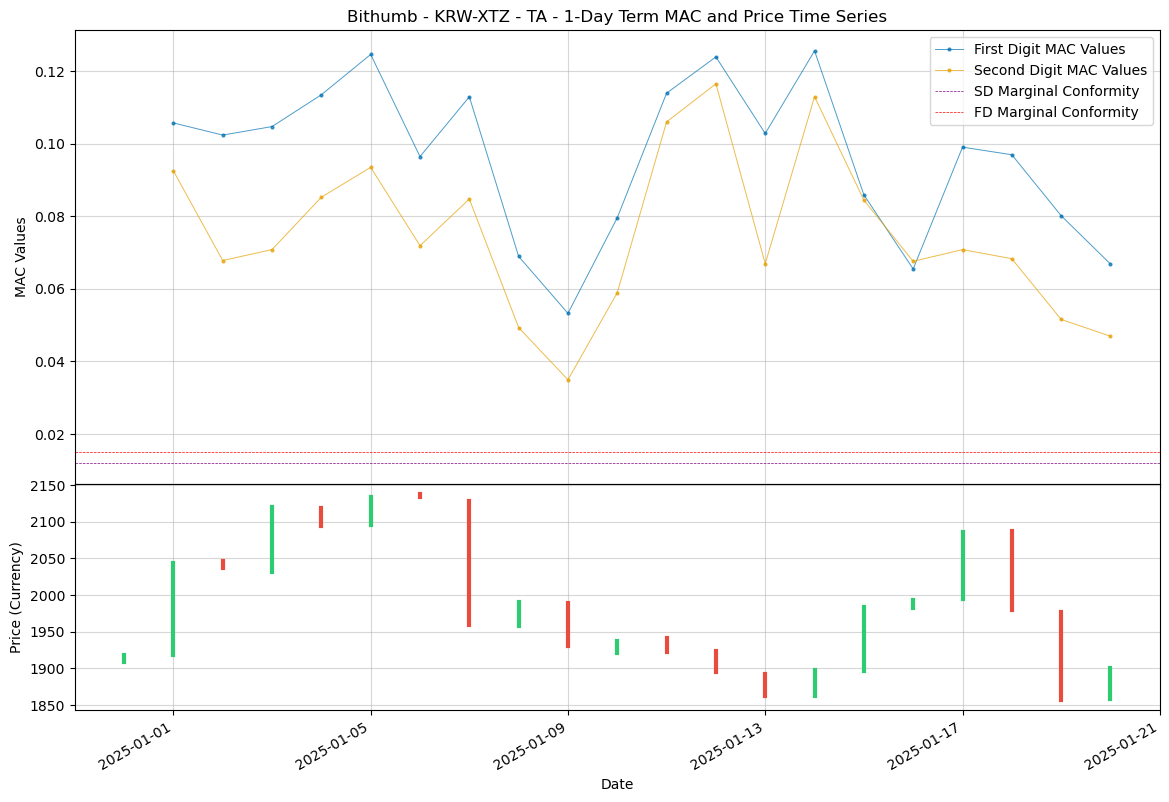 Bithumb - KRW-XTZ - TA - 1-Day Term MAC and Price Time Series
First Digit MAC Values
Second Digit MAC Values
SD Marginal Conformity
FD Marginal Conformity
MAC Values
0.12
0.10
0.08
0.06
0.04
0.02
Price (Currency)
2150
2100
2050
2000
1950
1900
1850
2025-01-01
2025-01-05
2025-01-09
2025-01-13
2025-01-17
2025-01-21
Date